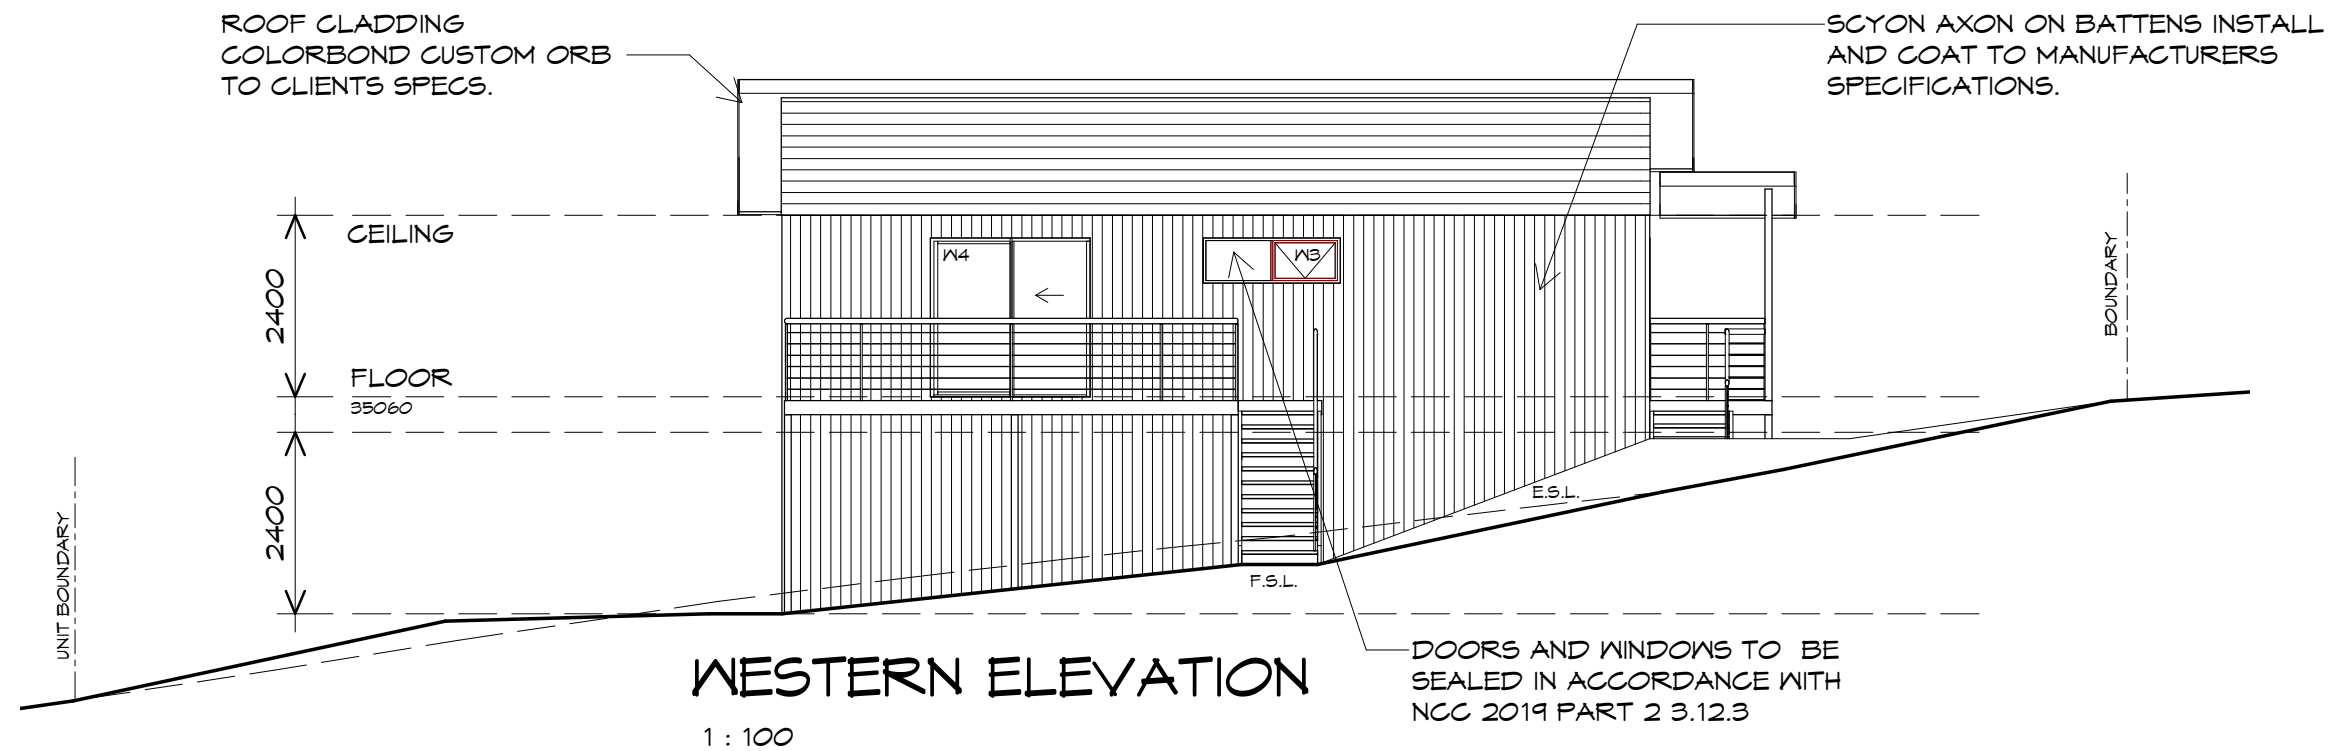 ROOF CLADDING
COLORBOND CUSTOM ORB
TO CLIENTS SPECS.
SCYON AXON ON BATTENS INSTALL
AND COAT TO MANUFACTURERS
SPECIFICATIONS.
CEILING
2400
W4
W3
BOUNDARY
FLOOR
35060
2400
UNIT BOUNDARY
E.S.L.
F.S.L.
DOORS AND WINDOWS TO  BE
SEALED IN ACCORDANCE WITH
NCC 2019 PART 2 3.12.3
WESTERN ELEVATION
1 : 100